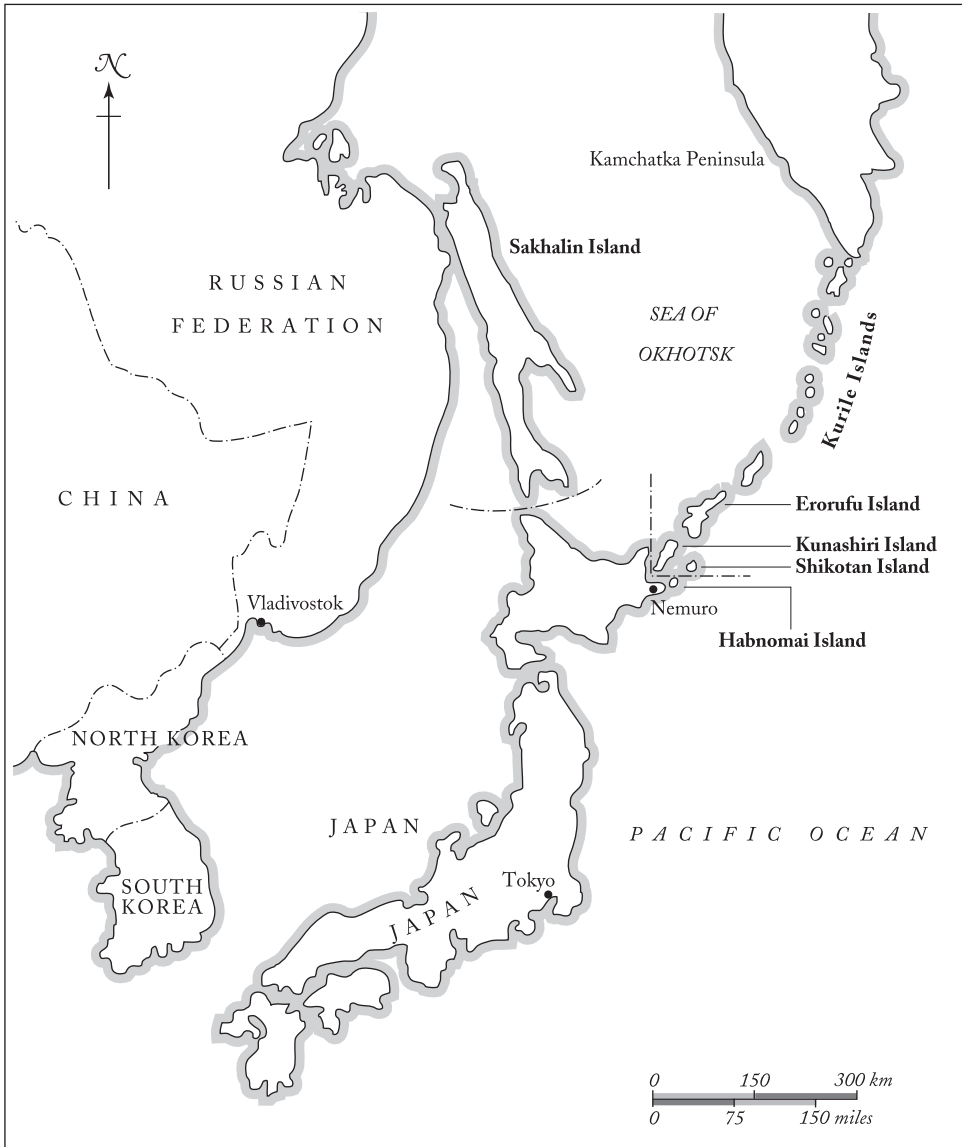 N
Kamchatka Peninsula
Sakhalin Island
RUSSIAN
FEDERATION
SEA OF
OKHOTSK
Kurile Islands
CHINA
Erorufu Island
Kunashiri Island
Shikotan Island
Vladivostok
Nemuro
Habnomai Island
NORTH KOREA
JAPAN
PACIFIC OCEAN
SOUTH
KOREA
Tokyo
JAPAN
0 150 300 km
0 75 150 miles